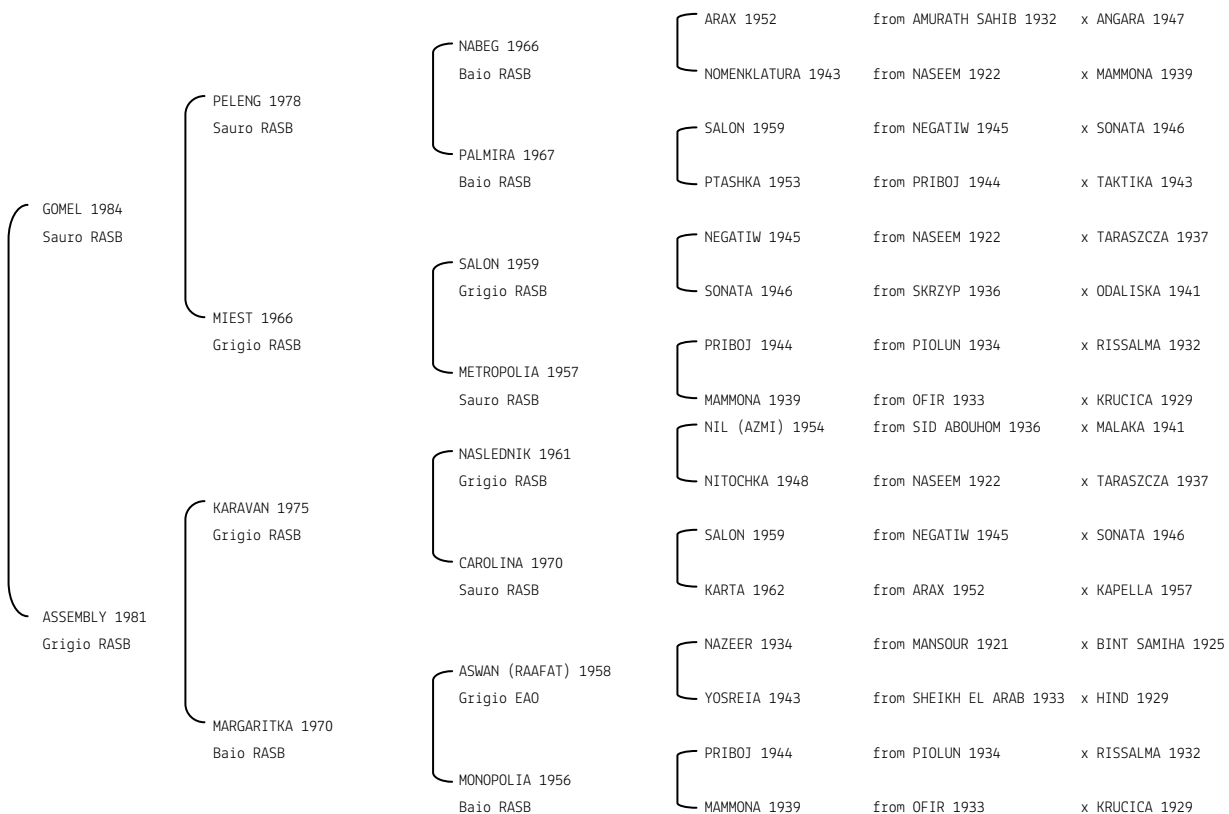 ARAX 1952 from AMURATH SAHIB 1932 x ANGARA 1947
NABEG 1966
Baio RASB
NOMENKLATURA 1943 from NASEEM 1922 x MAMMONA 1939
PELENG 1978
Sauro RASB
SALON 1959 from NEGATIW 1945 x SONATA 1946
PALMIRA 1967
Baio RASB
PTASHKA 1953 from PRIBOJ 1944 x TAKTIKA 1943
GOMEL 1984
Sauro RASB
NEGATIW 1945 from NASEEM 1922 x TARASZCZA 1937
SALON 1959
Grigio RASB
SONATA 1946 from SKRZYP 1936 x ODALISKA 1941
MIEST 1966
Grigio RASB
PRIBOJ 1944 from PIOLUN 1934 x RISSALMA 1932
METROPOLIA 1957
Sauro RASB
MAMMONA 1939 from OFIR 1933 x KRUCICA 1929
NIL (AZMI) 1954 from SID ABOUHOM 1936 x MALAKA 1941
NASLEDNIK 1961
Grigio RASB
NITOCHKA 1948 from NASEEM 1922 x TARASZCZA 1937
KARAVAN 1975
Grigio RASB
SALON 1959 from NEGATIW 1945 x SONATA 1946
CAROLINA 1970
Sauro RASB
KARTA 1962 from ARAX 1952 x KAPELLA 1957
ASSEMBLY 1981
Grigio RASB
NAZEER 1934 from MANSOUR 1921 x BINT SAMIHA 1925
ASWAN (RAAFAT) 1958
Grigio EAO
YOSREIA 1943 from SHEIKH EL ARAB 1933 x HIND 1929
MARGARITKA 1970
Baio RASB
PRIBOJ 1944 from PIOLUN 1934 x RISSALMA 1932
MONOPOLIA 1956
Baio RASB
MAMMONA 1939 from OFIR 1933 x KRUCICA 1929